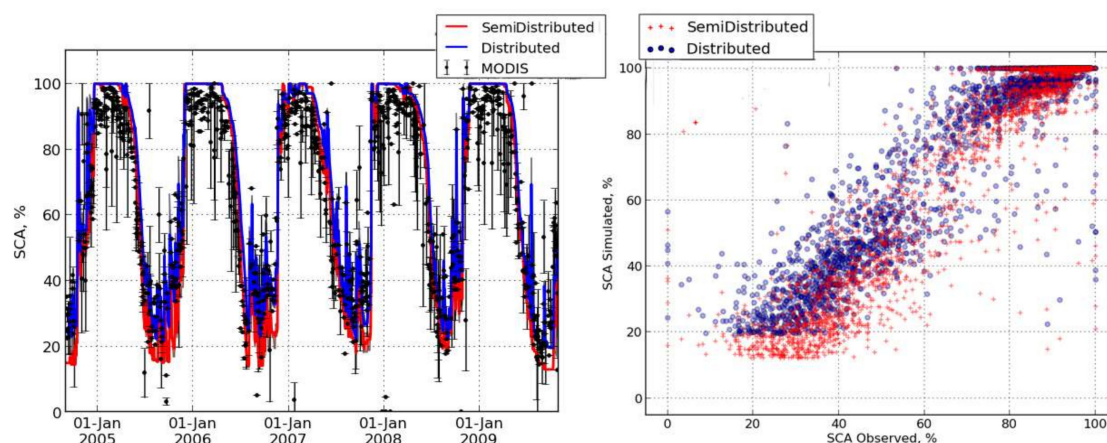 SemiDistributed
Distributed
MODIS
SCA, %
100
80
60
40
20
0
01-Jan 01-Jan 01-Jan 01-Jan 01-Jan
2005 2006 2007 2008 2009
SemiDistributed
Distributed
SCA Simulated, %
100
80
60
40
20
0
0 20 40 60 80 100
SCA Observed, %